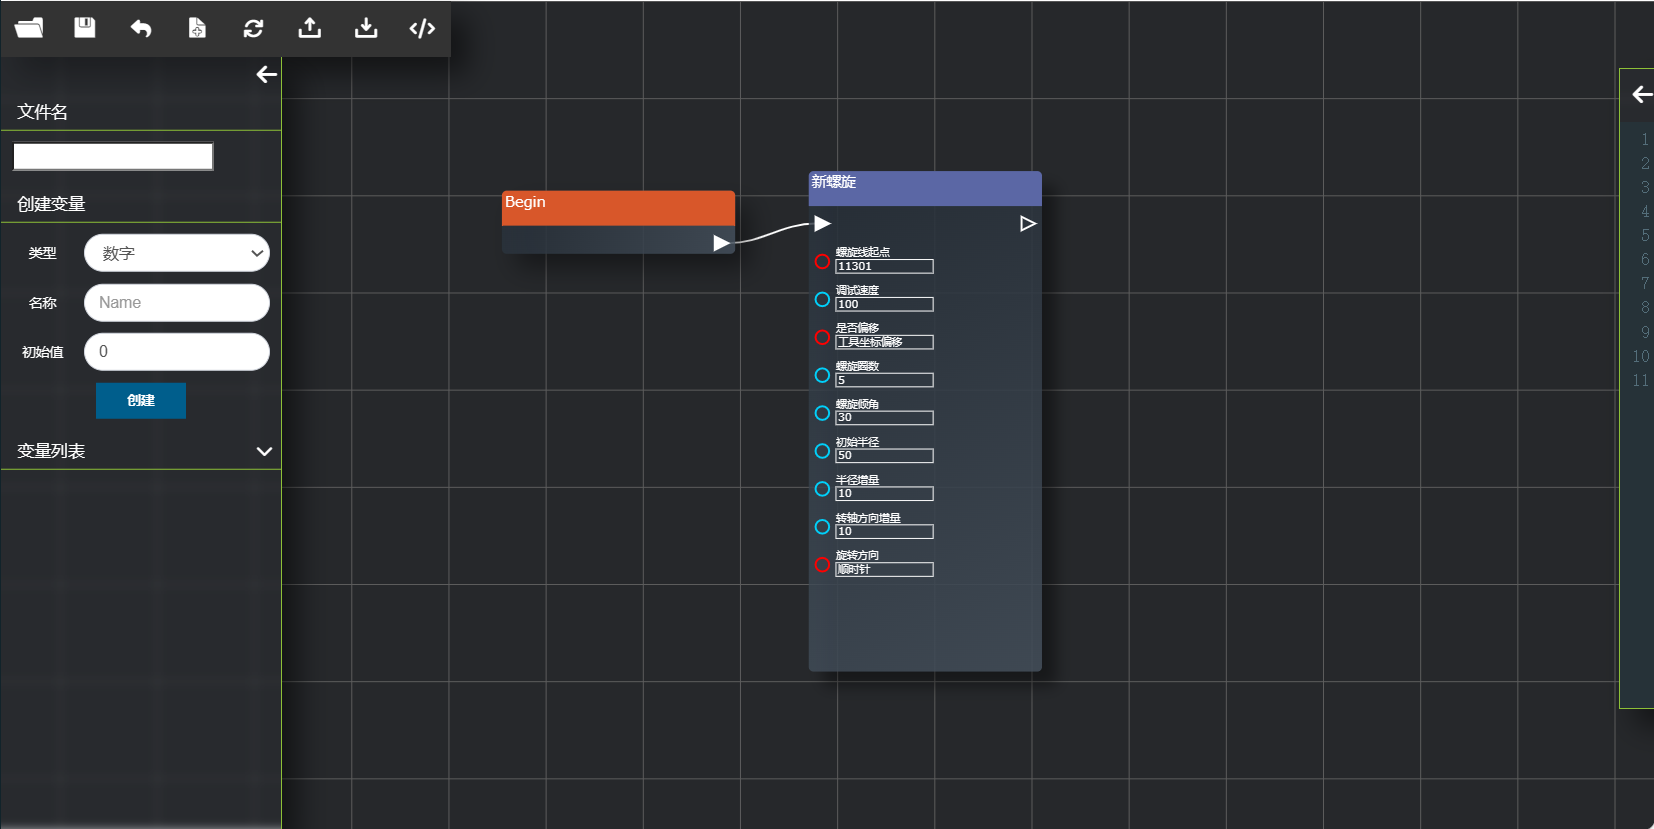 文件名
创建变量
类型 数字
名称 Name
初始值 0
创建
变量列表
Begin
新螺旋
螺旋线起点
11301
调试速度
100
是否偏移
工具坐标偏移
螺旋圈数
5
螺旋倾角
30
初始半径
50
半径增量
10
转轴方向增量
10
旋转方向
顺时针
1
2
3
4
5
6
7
8
9
10
11